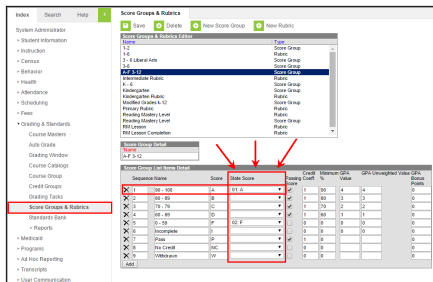 Index Search Help
System Administrator
Student Information
Instruction
Census
Behavior
Health
Attendance
Scheduling
Fees
Grading & Standards
Course Masters
Auto Grade
Grading Window
Course Catalogs
Course Group
Credit Groups
Grading Tasks
Score Groups & Rubrics
Standards Bank
Reports
Medicaid
Programs
Ad Hoc Reporting
Transcripts
User Communication
Score Groups & Rubrics
Save Delete New Score Group New Rubric
Score Groups & Rubrics Editor
Name Type
1-2 Score Group
1-6 Rubric
3 - 6 Liberal Arts Score Group
3-6 Score Group
A-F 3-12 Score Group
Intermediate Rubric Rubric
K - 6 Score Group
Kindergarten Score Group
Kindergarten Rubric Rubric
Modified Grades k-12 Score Group
Primary Rubric Rubric
Reading Mastery Level Score Group
Reading Mastery Level Rubric
RM Lesson Rubric
RM Lesson Completion Score Group
Score Group Detail
Name
A-F 3-12
Score Group List Items Detail
Sequence Name Score State Score Passing Score Credit Coeff. Minimum % GPA Value GPA Unweighted Value GPA Bonus Points
X 1 90 - 100 A 01: A 1 90 4 4 0
X 2 80 - 89 B 1 80 3 3 0
X 3 70 - 79 C 1 70 2 2 0
X 4 60 - 69 D 1 60 1 1 0
X 5 0 - 59 F 02: F 0 0 0 0 0
X 6 Incomplete I 0 0 0 0 0
X 7 Pass P 1 0
X 8 No Credit NC 0 0
X 9 Withdrawn W 0 0
Add